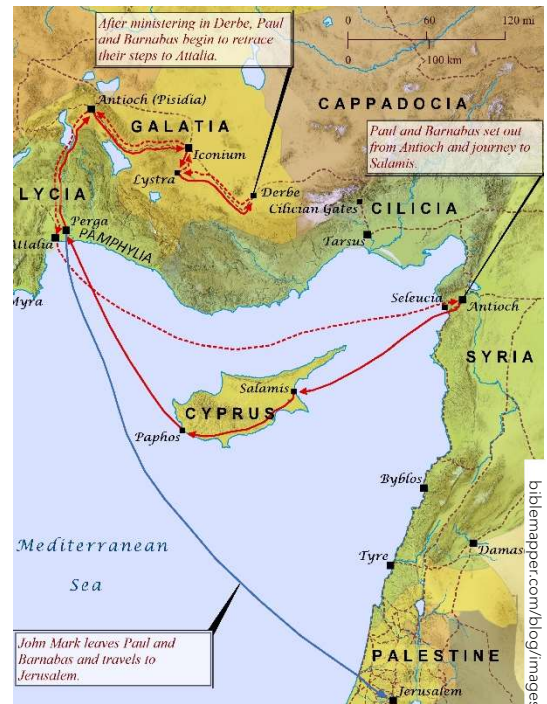 After ministering in Derbe, Paul
and Barnabas begin to retrace
their steps to Attalia.
0 60 120 mi
0 100 km
Antioch (Pisidia)
GALATIA
CAPPADOCIA
Iconium
Paul and Barnabas set out
from Antioch and journey to
Salamis.
Lystra
Derbe
LYCIA
Cilician Gates
CILICIA
Perga
PAMPHYLIA
Attalia
Tarsus
Myra
Seleucia
Antioch
SYRIA
Salamis
CYPRUS
Paphos
Byblos
Mediterranean
Sea
Tyre
Damas
John Mark leaves Paul and
Barnabas and travels to
Jerusalem.
PALESTINE
Jerusalem
biblemapper.com/blog/images